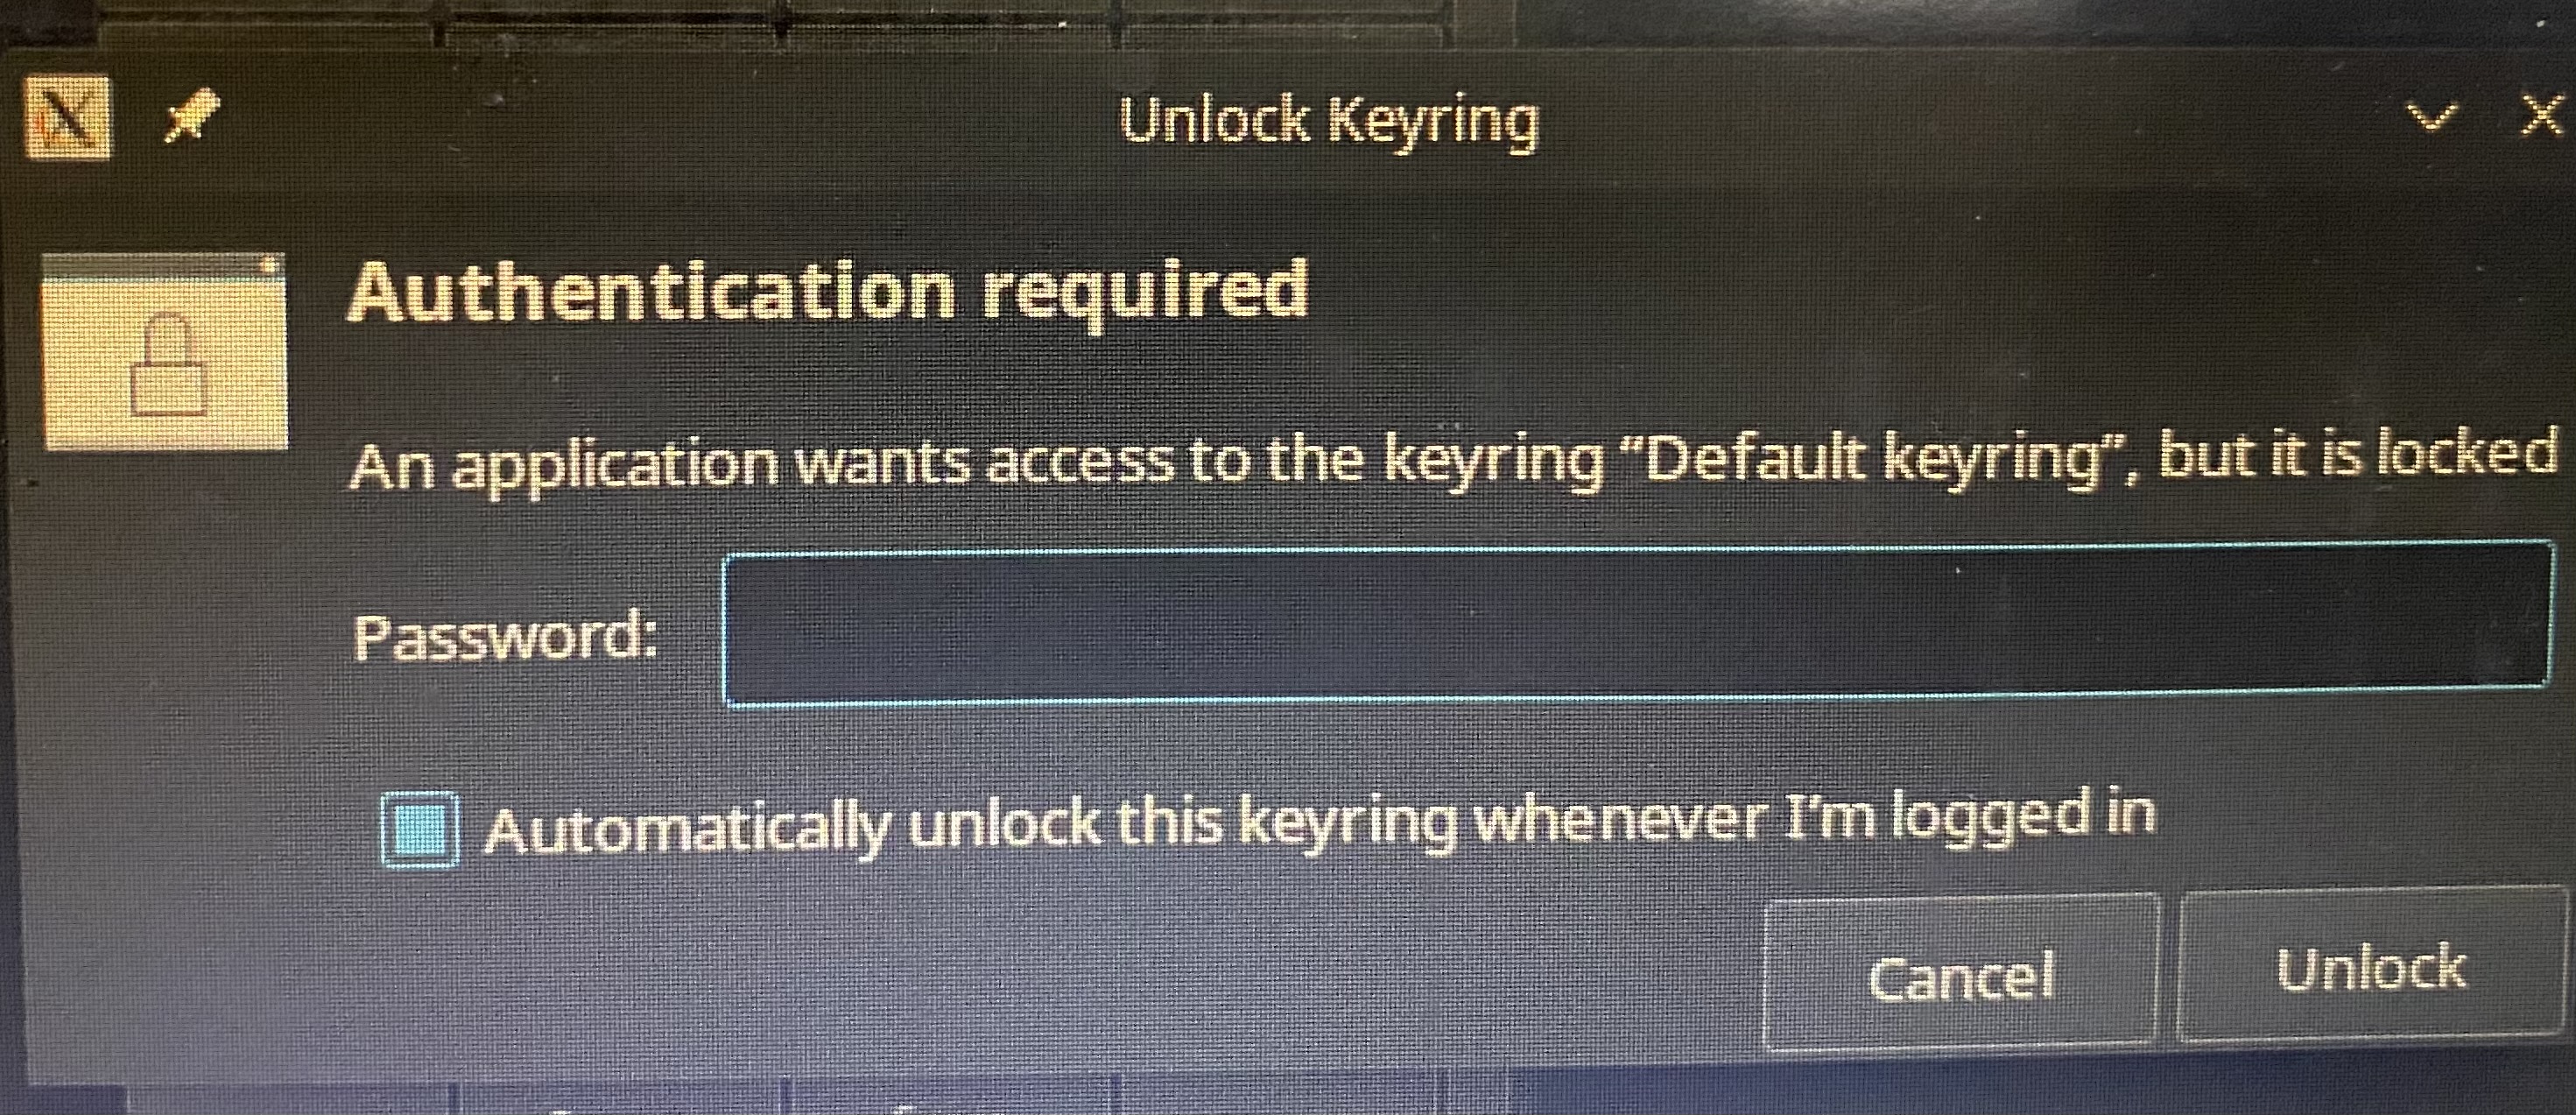 Unlock Keyring
Authentication required
An application wants access to the keyring “Default keyring”, but it is locked
Password:
Automatically unlock this keyring whenever I’m logged in
Cancel
Unlock